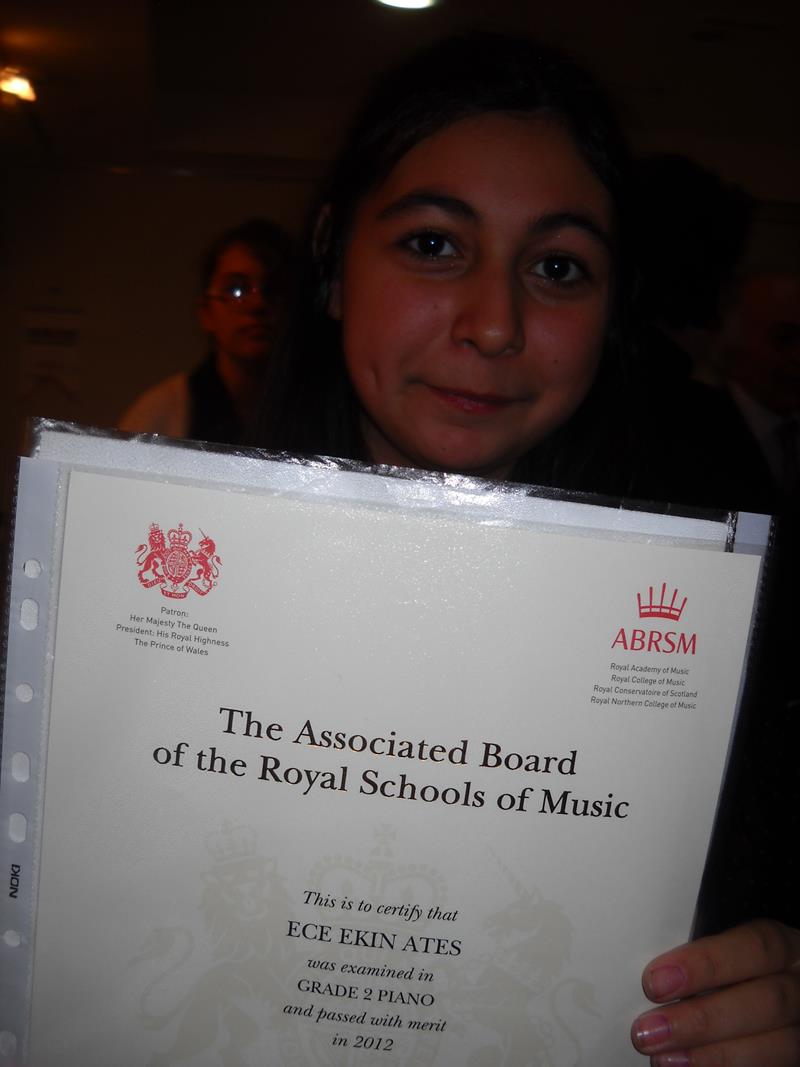 Patron:
Her Majesty The Queen
President: His Royal Highness
The Prince of Wales
ABRSM
Royal Academy of Music
Royal College of Music
Royal Conservatoire of Scotland
Royal Northern College of Music
The Associated Board
of the Royal Schools of Music
This is to certify that
ECE EKIN ATES
was examined in
GRADE 2 PIANO
and passed with merit
in 2012
NOKI